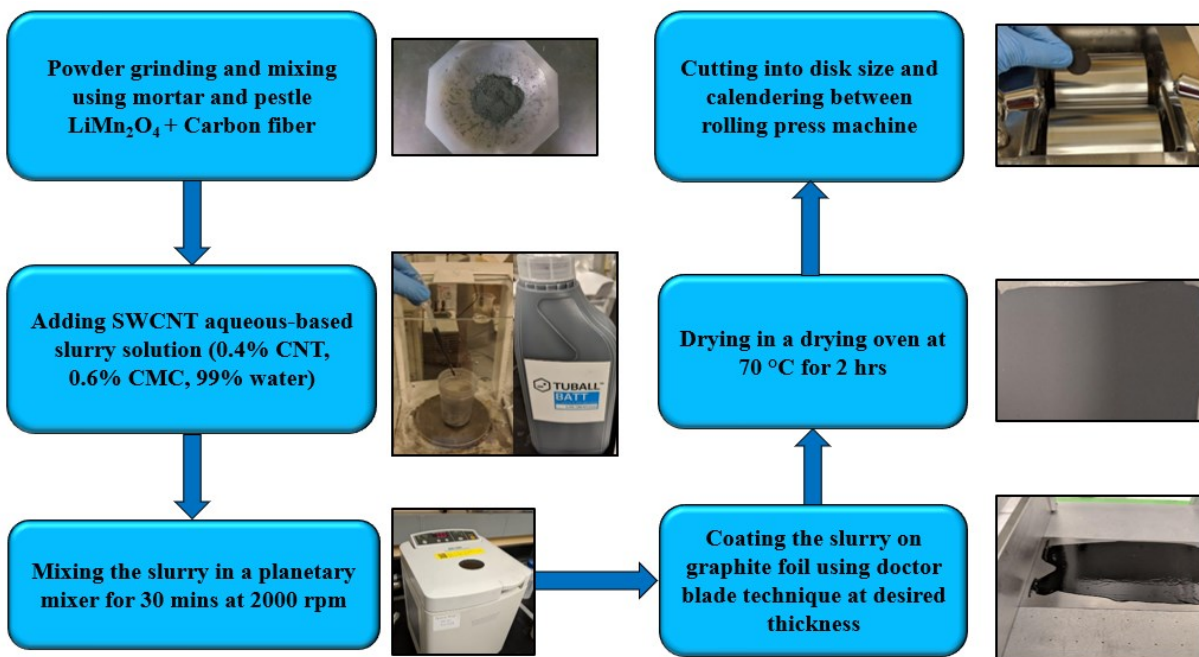 Powder grinding and mixing
using mortar and pestle
LiMn₂O₄ + Carbon fiber
Adding SWCNT aqueous-based
slurry solution (0.4% CNT,
0.6% CMC, 99% water)
TUBALL™
BATT
Mixing the slurry in a planetary
mixer for 30 mins at 2000 rpm
Coating the slurry on
graphite foil using doctor
blade technique at desired
thickness
Drying in a drying oven at
70 °C for 2 hrs
Cutting into disk size and
calendering between
rolling press machine